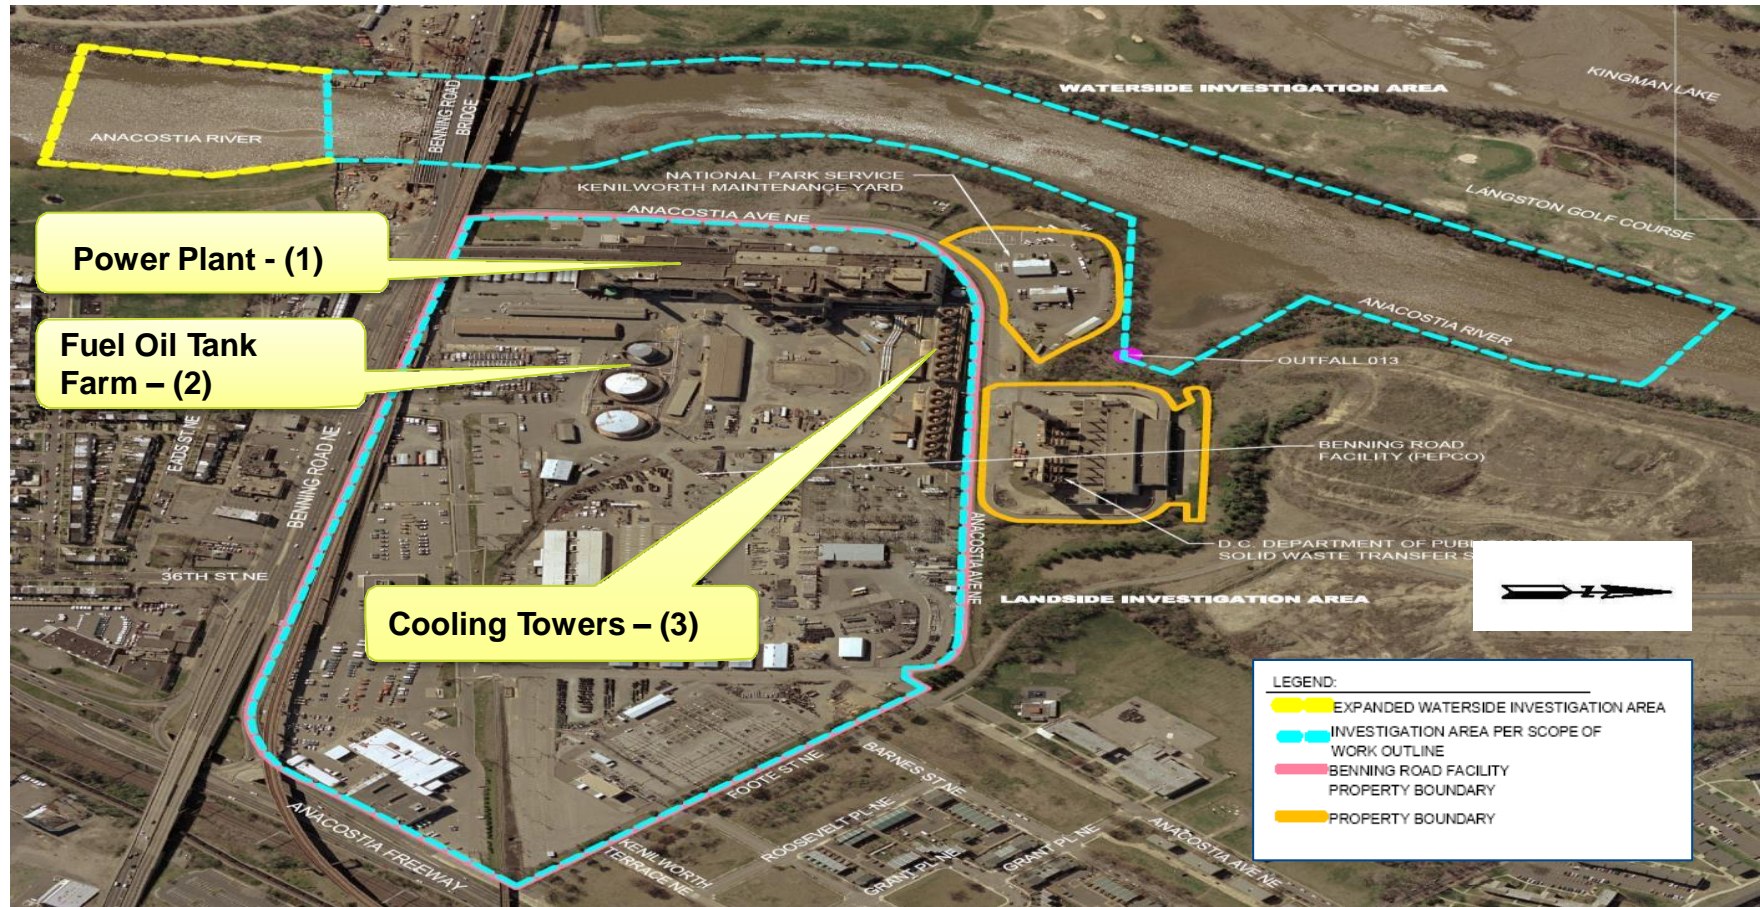 KINGMAN LAKE
WATERSIDE INVESTIGATION AREA
BENNING ROAD
BRIDGE
ANACOSTIA RIVER
NATIONAL PARK SERVICE
KENILWORTH MAINTENANCE YARD
LANGSTON GOLF COURSE
ANACOSTIA AVE NE
Power Plant - (1)
ANACOSTIA RIVER
Fuel Oil Tank
Farm – (2)
OUTFALL 013
EADS ST NE
BENNING ROAD NE
BENNING ROAD
FACILITY (PEPCO)
ANACOSTIA AVE NE
D.C. DEPARTMENT OF
SOLID WASTE TRANSFER
36TH ST NE
LANDSIDE INVESTIGATION AREA
Cooling Towers – (3)
Z
LEGEND:
EXPANDED WATERSIDE INVESTIGATION AREA
INVESTIGATION AREA PER SCOPE OF
WORK OUTLINE
BENNING ROAD FACILITY
PROPERTY BOUNDARY
PROPERTY BOUNDARY
FOOTE ST NE
BARNES ST NE
ROOSEVELT PL NE
GRANT PL NE
GRANT PL NE
ANACOSTIA AVE NE
KENILWORTH
TERRACE NE
ANACOSTIA FREEWAY